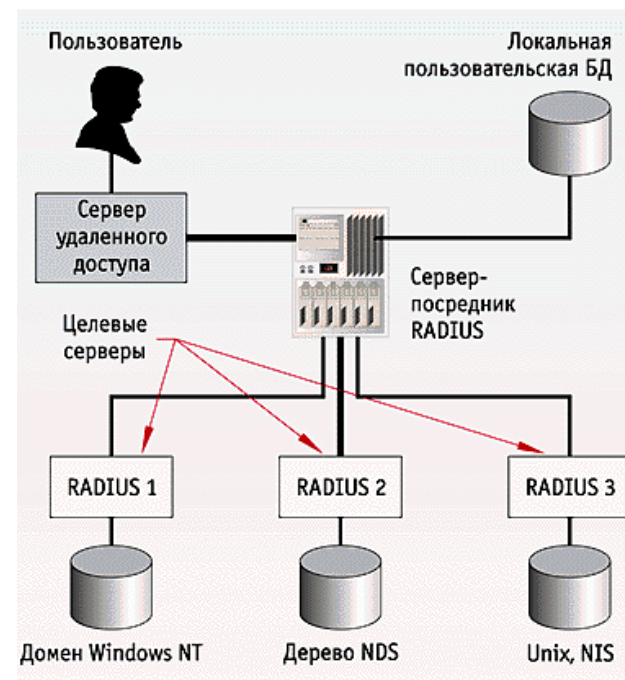 Пользователь
Локальная
пользовательская БД
Сервер
удаленного
доступа
Сервер-
посредник
RADIUS
Целевые
серверы
RADIUS 1
RADIUS 2
RADIUS 3
Домен Windows NT
Дерево NDS
Unix, NIS